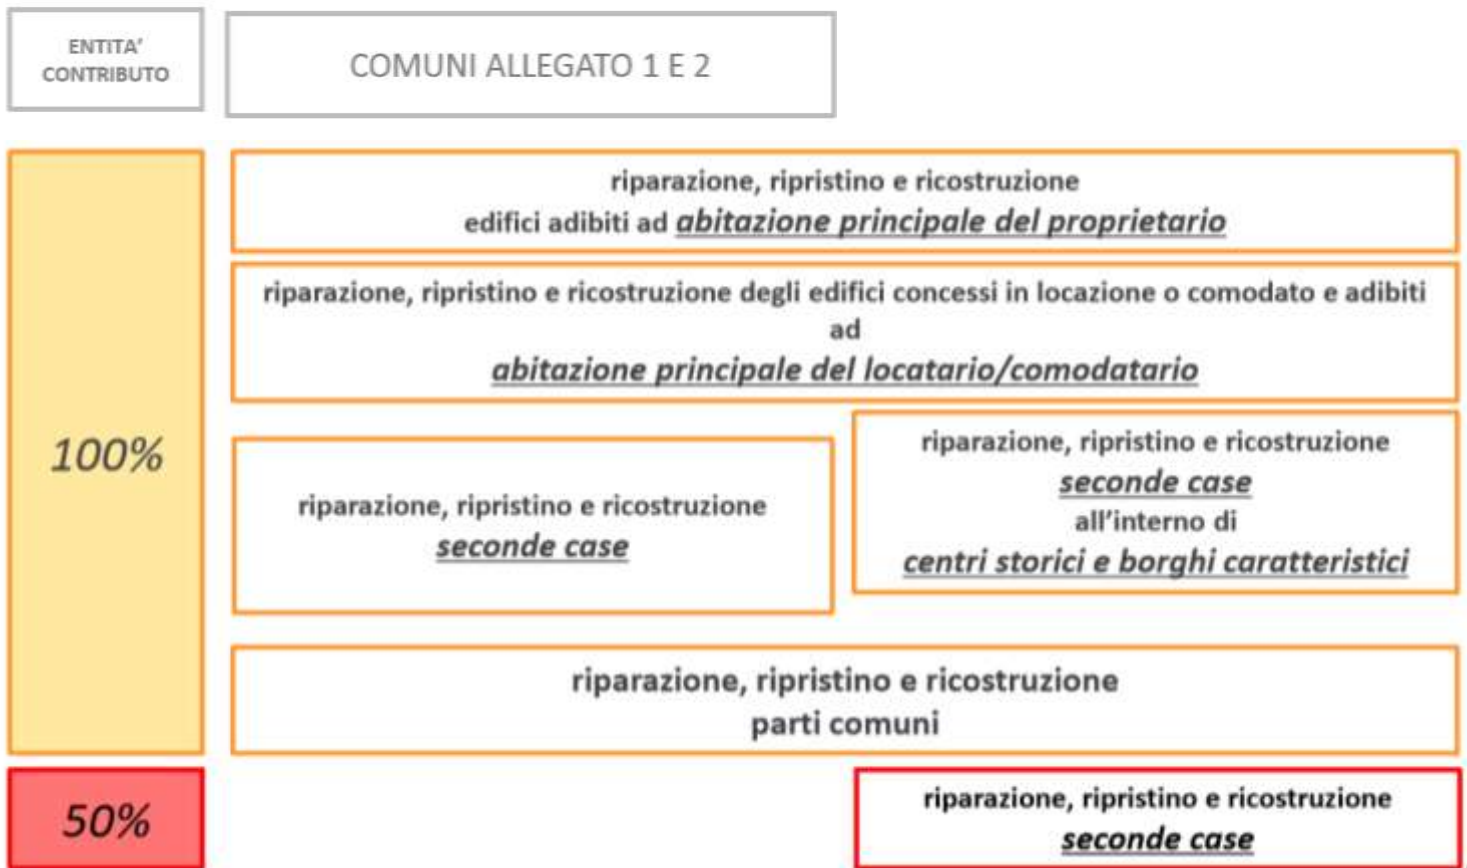 ENTITA'
CONTRIBUTO
COMUNI ALLEGATO 1 E 2
100%
riparazione, ripristino e ricostruzione
edifici adibiti ad abitazione principale del proprietario
riparazione, ripristino e ricostruzione degli edifici concessi in locazione o comodato e adibiti
ad
abitazione principale del locatario/comodatario
riparazione, ripristino e ricostruzione
seconde case
riparazione, ripristino e ricostruzione
seconde case
all'interno di
centri storici e borghi caratteristici
riparazione, ripristino e ricostruzione
parti comuni
50%
riparazione, ripristino e ricostruzione
seconde case